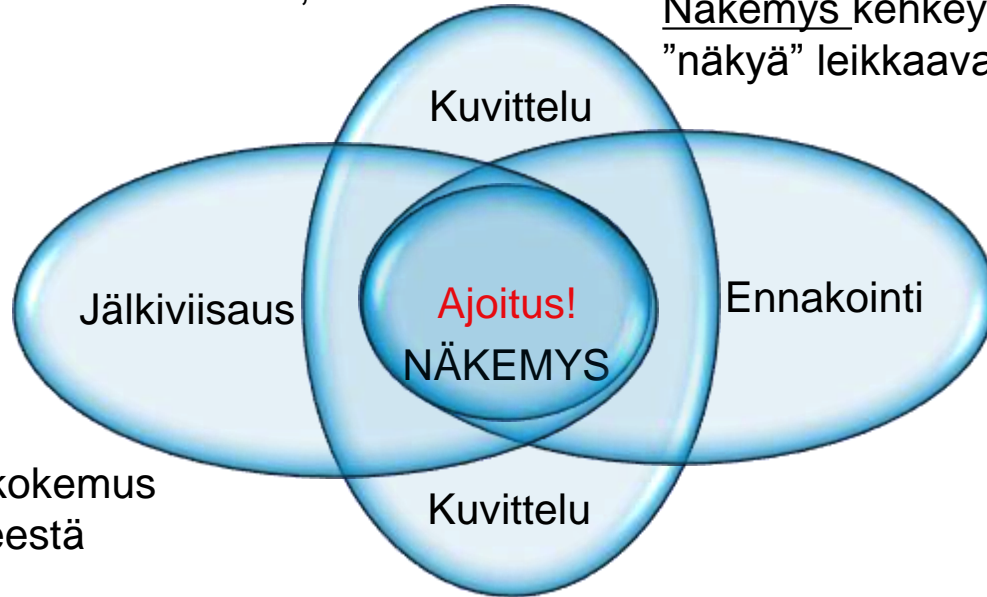 Näkemys kehkey
”näkyä” leikkaava
Kuvittelu
Jälkiviisaus
Ajoitus!
Ennakointi
NÄKEMYS
kokemus
eestä
Kuvittelu